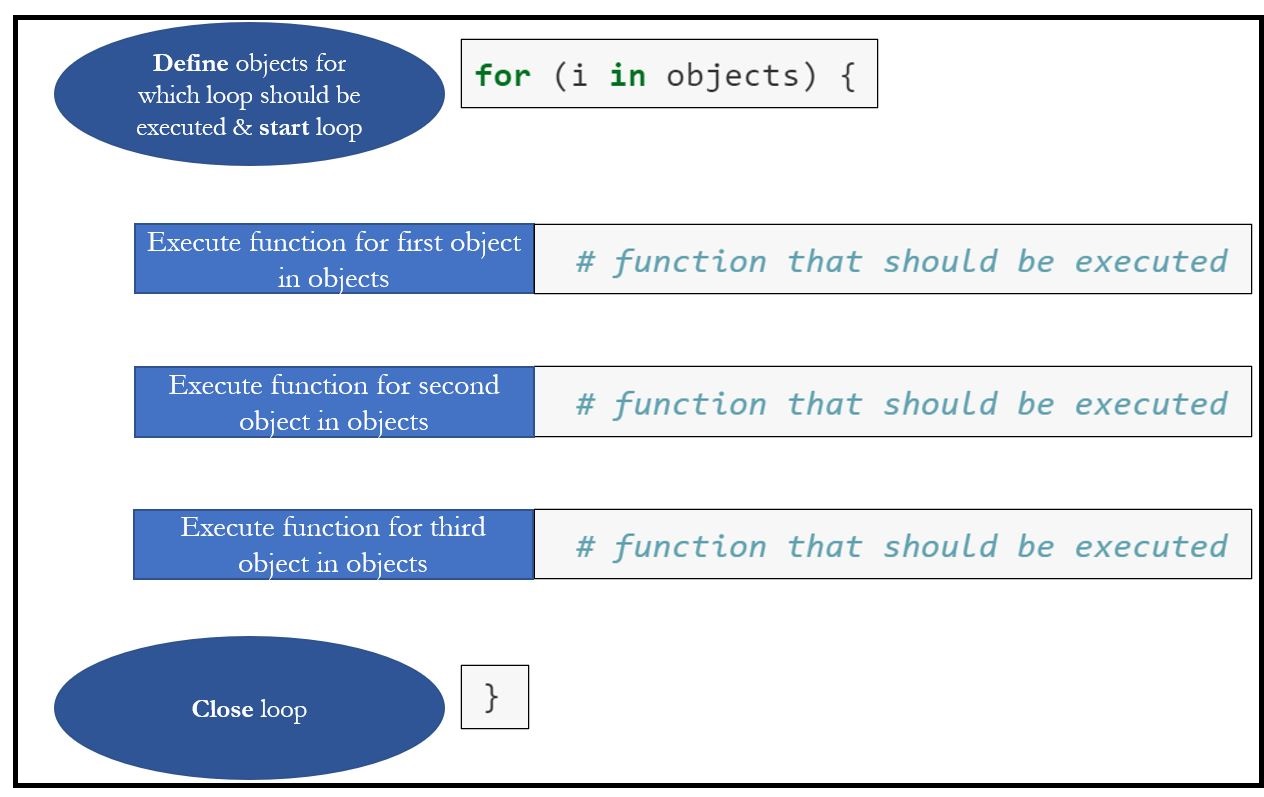 Define objects for
which loop should be
executed & start loop
for (i in objects) {
Execute function for first object
in objects
# function that should be executed
Execute function for second
object in objects
# function that should be executed
Execute function for third
object in objects
# function that should be executed
Close loop
}